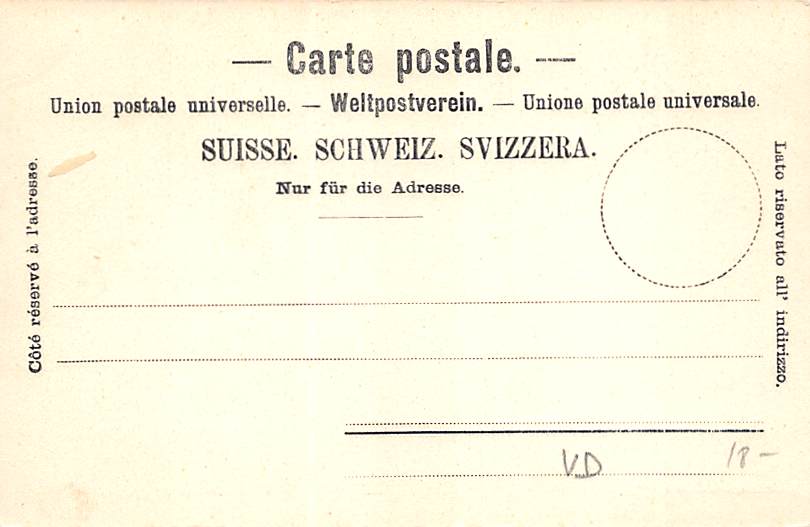 — Carte postale. —
Union postale universelle. — Weltpostverein. — Unione postale universale.
SUISSE. SCHWEIZ. SVIZZERA.
Nur für die Adresse.
Côté réservé à l'adresse.
Lato riservato all' indirizzo.
VD
18 –